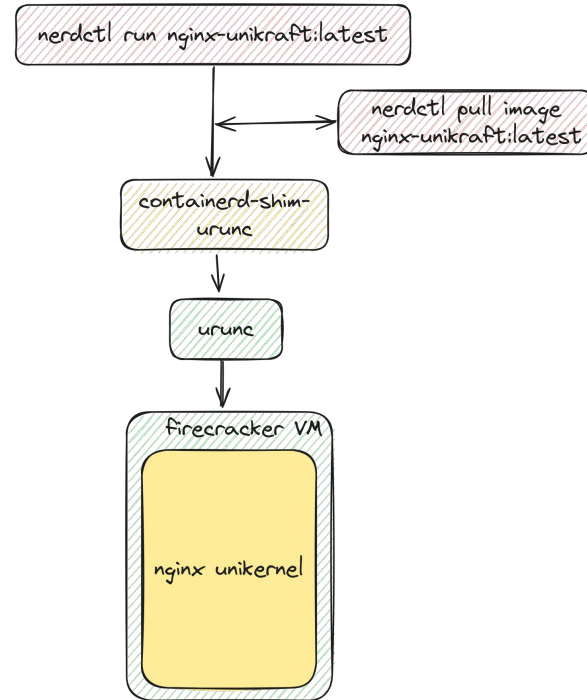 nerdctl run nginx-unikraft:latest
nerdctl pull image
nginx-unikraft:latest
containerd-shim-
urunc
urunc
firecracker VM
nginx unikernel